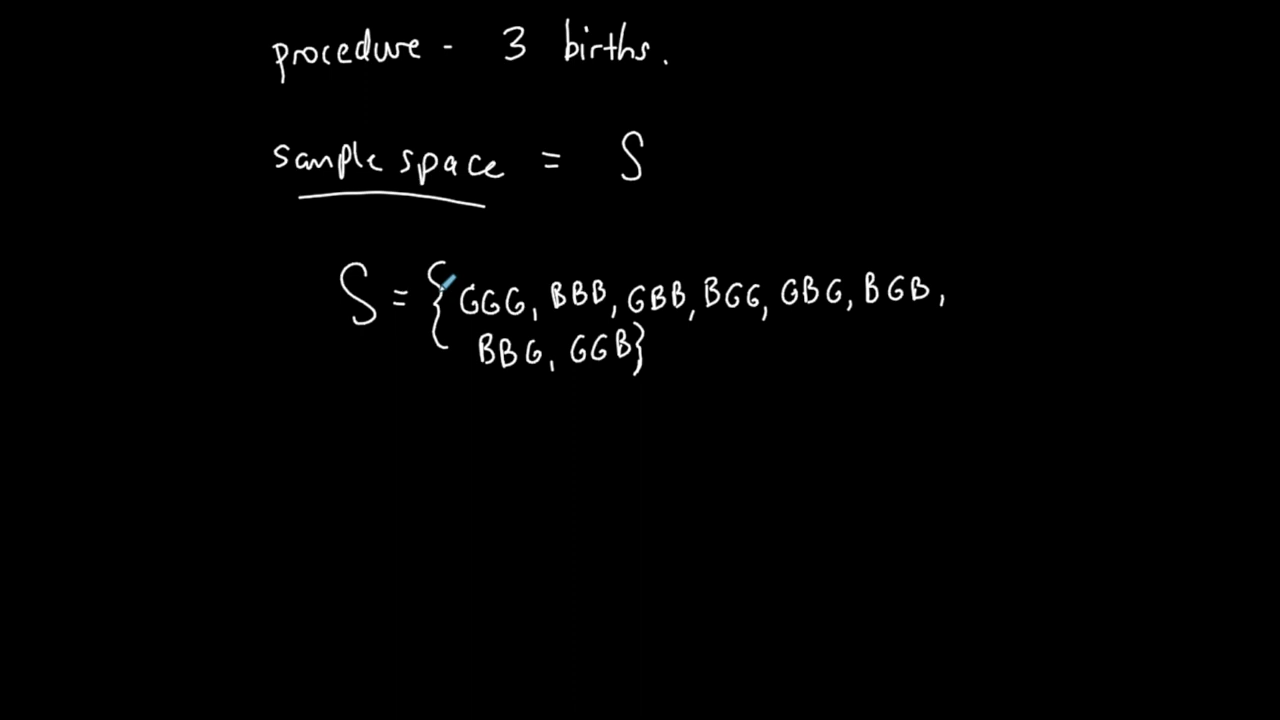 procedure - 3 births.
sample space = S
S = { GGG, BBB, GBB, BGG, GBG, BGB,
BBG, GGB}